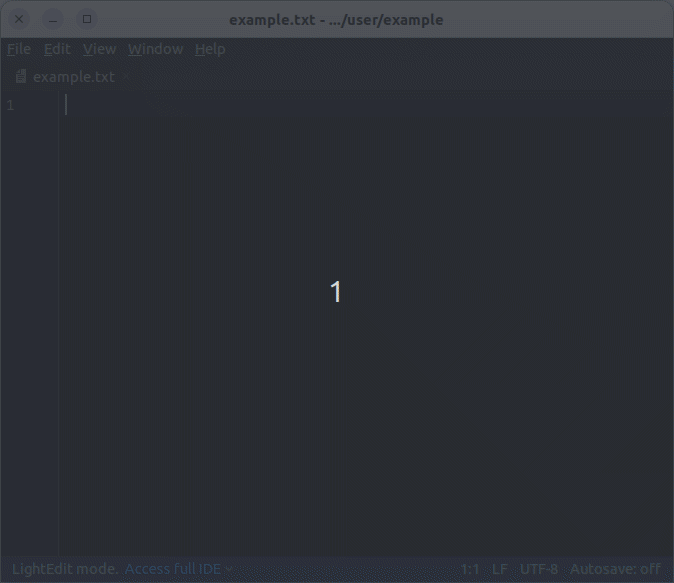 example.txt - .../user/example
File Edit View Window Help
example.txt
1
1
LightEdit mode. Access full IDE 1:1 LF UTF-8 Autosave: off